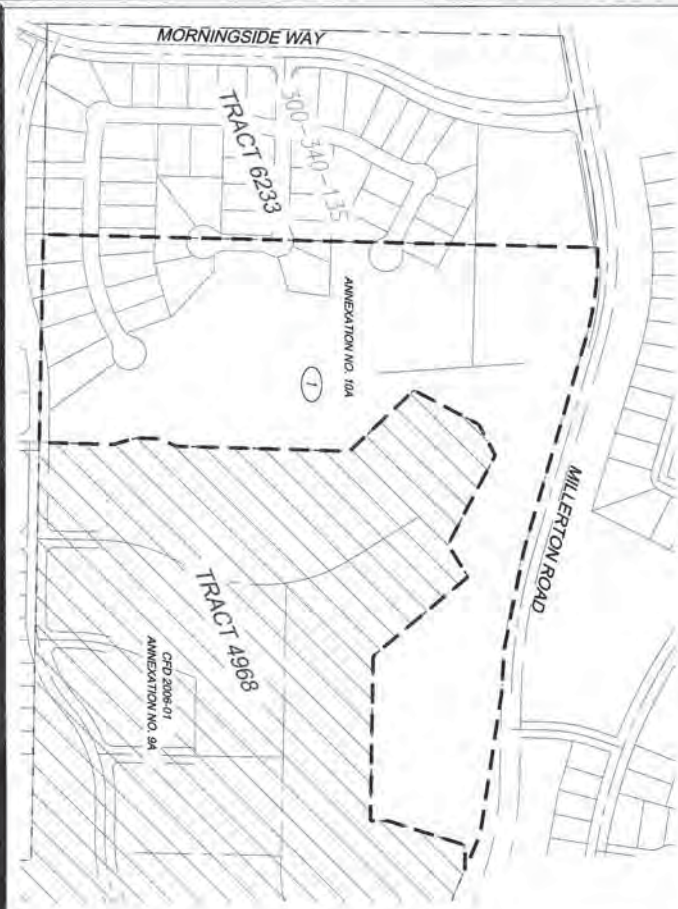 MORNINGSIDE WAY
TRACT 6233
300-340-135
ANNEXATION NO. 10A
1
MILLERTON ROAD
TRACT 4968
CFD 2006-01
ANNEXATION NO. 9A